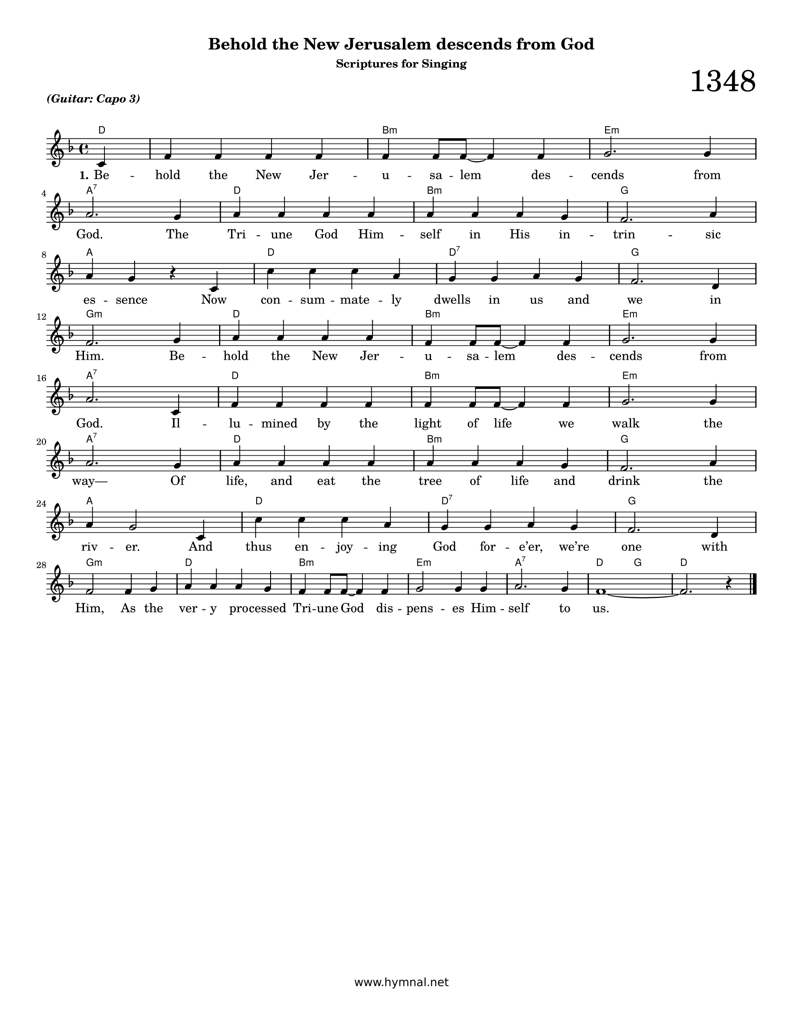 Behold the New Jerusalem descends from God
Scriptures for Singing
1348
(Guitar: Capo 3)
D Bm Em
1. Be - hold the New Jer - u - sa - lem des - cends from
4 A7 D Bm G
God. The Tri - une God Him - self in His in - trin - sic
8 A D D7 G
es - sence Now con - sum - mate - ly dwells in us and we in
12 Gm D Bm Em
Him. Be - hold the New Jer - u - sa - lem des - cends from
16 A7 D Bm Em
God. Il - lu - mined by the light of life we walk the
20 A7 D Bm G
way— Of life, and eat the tree of life and drink the
24 A D D7 G
riv - er. And thus en - joy - ing God for - e'er, we're one with
28 Gm D Bm Em A7 D G D
Him, As the ver - y processed Tri - une God dis - pens - es Him - self to us.
www.hymnal.net